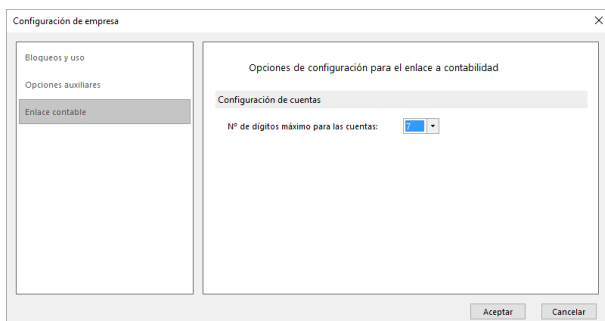 Configuración de empresa
Bloqueos y uso
Opciones auxiliares
Enlace contable
Opciones de configuración para el enlace a contabilidad
Configuración de cuentas
Nº de dígitos máximo para las cuentas: 7
Aceptar Cancelar